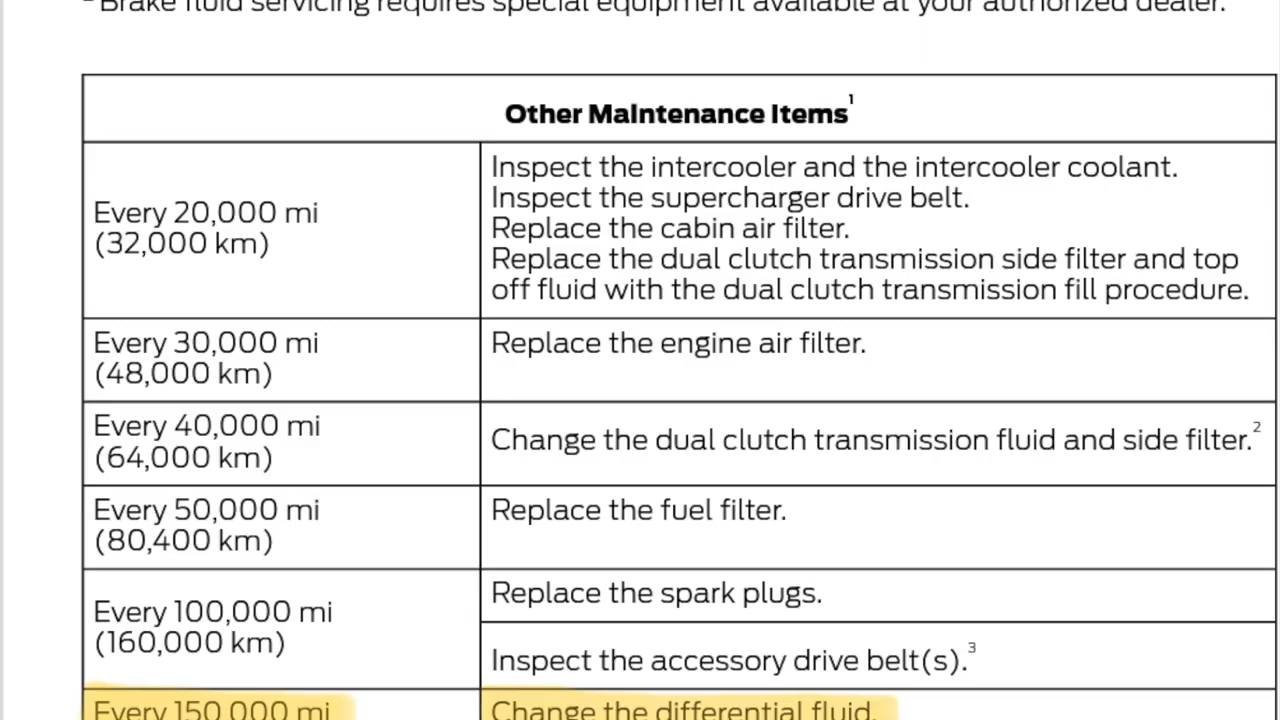 Brake fluid servicing requires special equipment available at your authorized dealer.
Other Maintenance Items¹
Every 20,000 mi
(32,000 km)
Inspect the intercooler and the intercooler coolant.
Inspect the supercharger drive belt.
Replace the cabin air filter.
Replace the dual clutch transmission side filter and top
off fluid with the dual clutch transmission fill procedure.
Every 30,000 mi
(48,000 km)
Replace the engine air filter.
Every 40,000 mi
(64,000 km)
Change the dual clutch transmission fluid and side filter.²
Every 50,000 mi
(80,400 km)
Replace the fuel filter.
Every 100,000 mi
(160,000 km)
Replace the spark plugs.
Inspect the accessory drive belt(s).³
Every 150,000 mi
Change the differential fluid.